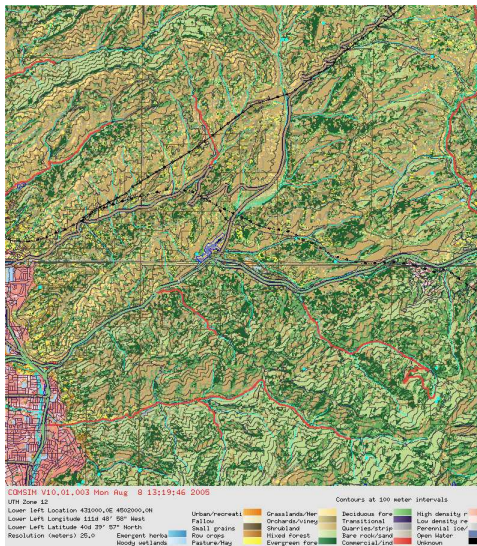 COMSIM V10.01,003 Mon Aug 8 13:19:46 2005
UTM Zone 12
Contours at 100 meter intervals
Lower Left Location 431000.0E 4502000.0N
Lower Left Longitude 111d 48' 58" West
Lower Left Latitude 40d 39' 57" North
Resolution (meters) 25.0
Emergent herba
Woody wetlands
Urban/recreati
Fallow
Small grains
Row crops
Pasture/Hay
Grasslands/Her
Orchards/viney
Shrubland
Mixed forest
Evergreen fore
Deciduous fore
Transitional
Quarries/strip
Bare rock/sand
Commercial/ind
High density r
Low density re
Perennial ice/
Open Water
Unknown